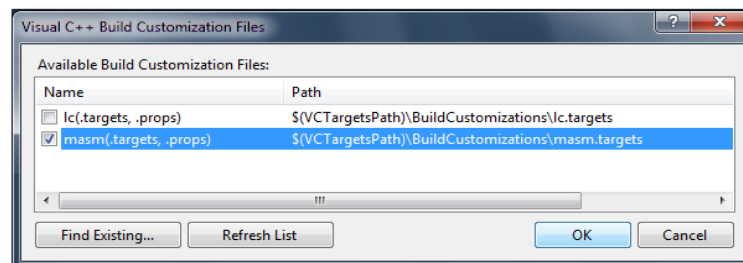 Visual C++ Build Customization Files
Available Build Customization Files:
Name Path
lc(.targets, .props) $(VCTargetsPath)\BuildCustomizations\lc.targets
masm(.targets, .props) $(VCTargetsPath)\BuildCustomizations\masm.targets
Find Existing... Refresh List OK Cancel